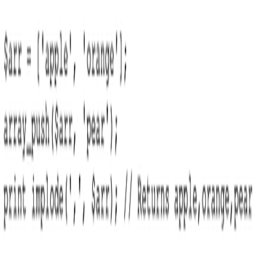 $arr = ('apple', 'orange');
array_push($arr, 'pear');
print implode(',', $arr); // Returns apple,orange,pear